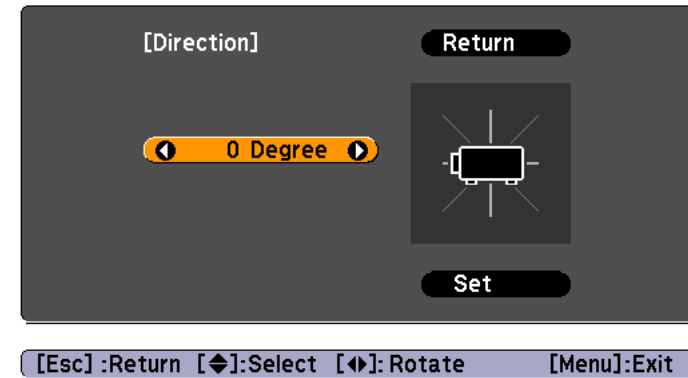 [Direction]
Return
0 Degree
Set
[Esc] :Return [◆]:Select [◆]: Rotate [Menu]:Exit